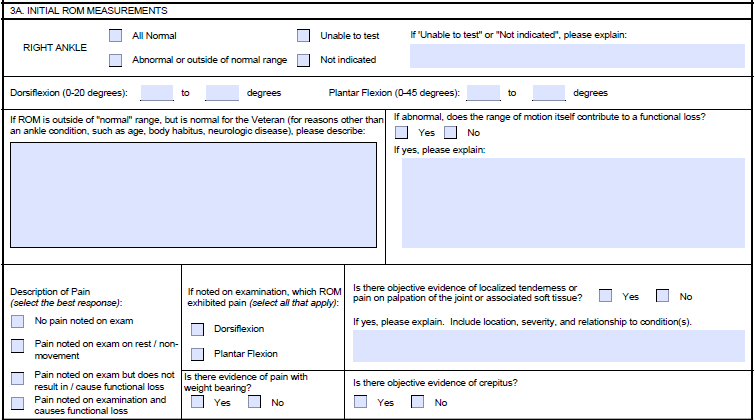 3A. INITIAL ROM MEASUREMENTS
RIGHT ANKLE
All Normal
Unable to test
Abnormal or outside of normal range
Not indicated
If "Unable to test" or "Not indicated", please explain:
Dorsiflexion (0-20 degrees): to degrees Plantar Flexion (0-45 degrees): to degrees
If ROM is outside of "normal" range, but is normal for the Veteran (for reasons other than
an ankle condition, such as age, body habitus, neurologic disease), please describe:
If abnormal, does the range of motion itself contribute to a functional loss?
Yes No
If yes, please explain:
Description of Pain
(select the best response):
No pain noted on exam
Pain noted on exam on rest / non-
movement
Pain noted on exam but does not
result in / cause functional loss
Pain noted on examination and
causes functional loss
If noted on examination, which ROM
exhibited pain (select all that apply):
Dorsiflexion
Plantar Flexion
Is there evidence of pain with
weight bearing?
Yes No
Is there objective evidence of localized tenderness or
pain on palpation of the joint or associated soft tissue? Yes No
If yes, please explain. Include location, severity, and relationship to condition(s).
Is there objective evidence of crepitus?
Yes No